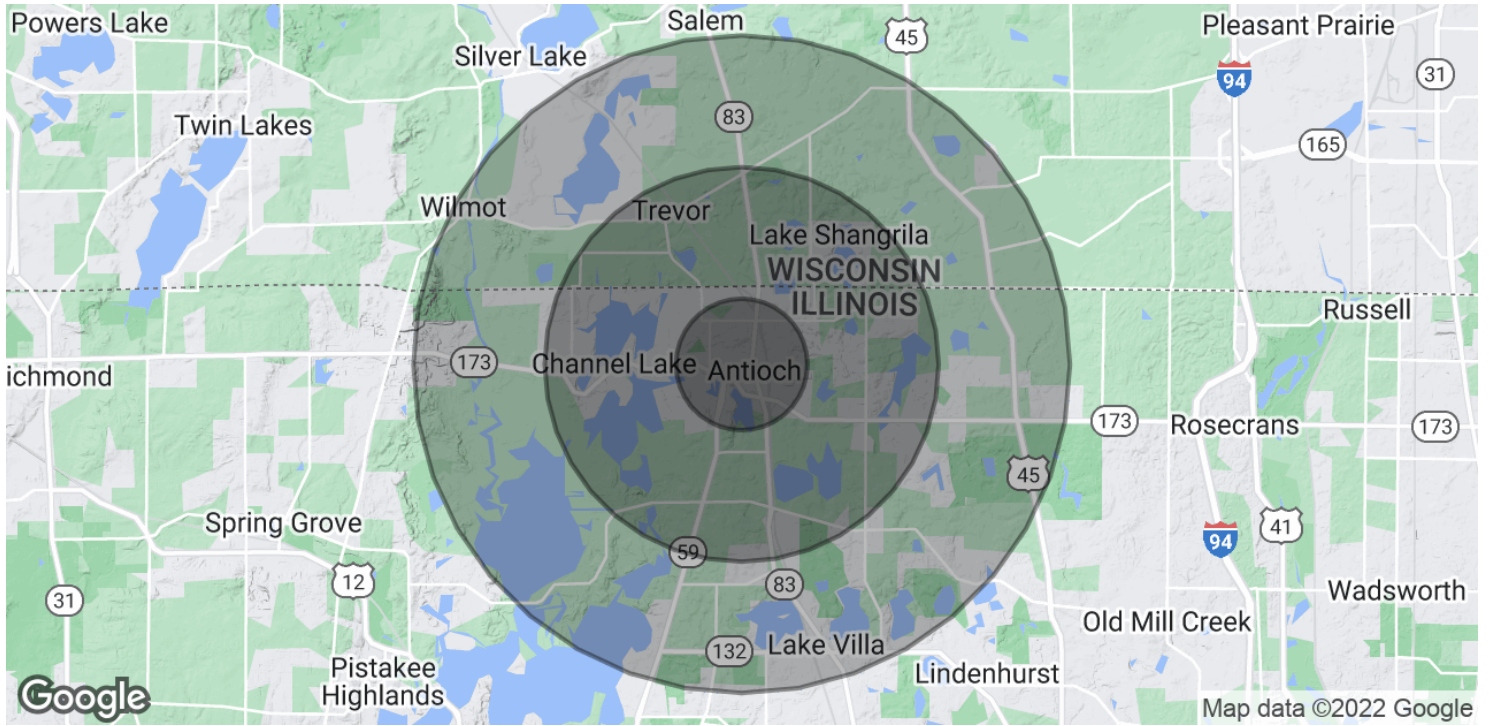 Powers Lake
Salem
45
Pleasant Prairie
Silver Lake
94
31
Twin Lakes
83
165
Wilmot
Trevor
Lake Shangrila
WISCONSIN
ILLINOIS
Russell
173
Channel Lake
Antioch
ichmond
173
Rosecrans
173
45
Spring Grove
59
41
94
12
83
31
Wadsworth
Old Mill Creek
132
Lake Villa
Pistakee
Highlands
Lindenhurst
Google
Map data ©2022 Google